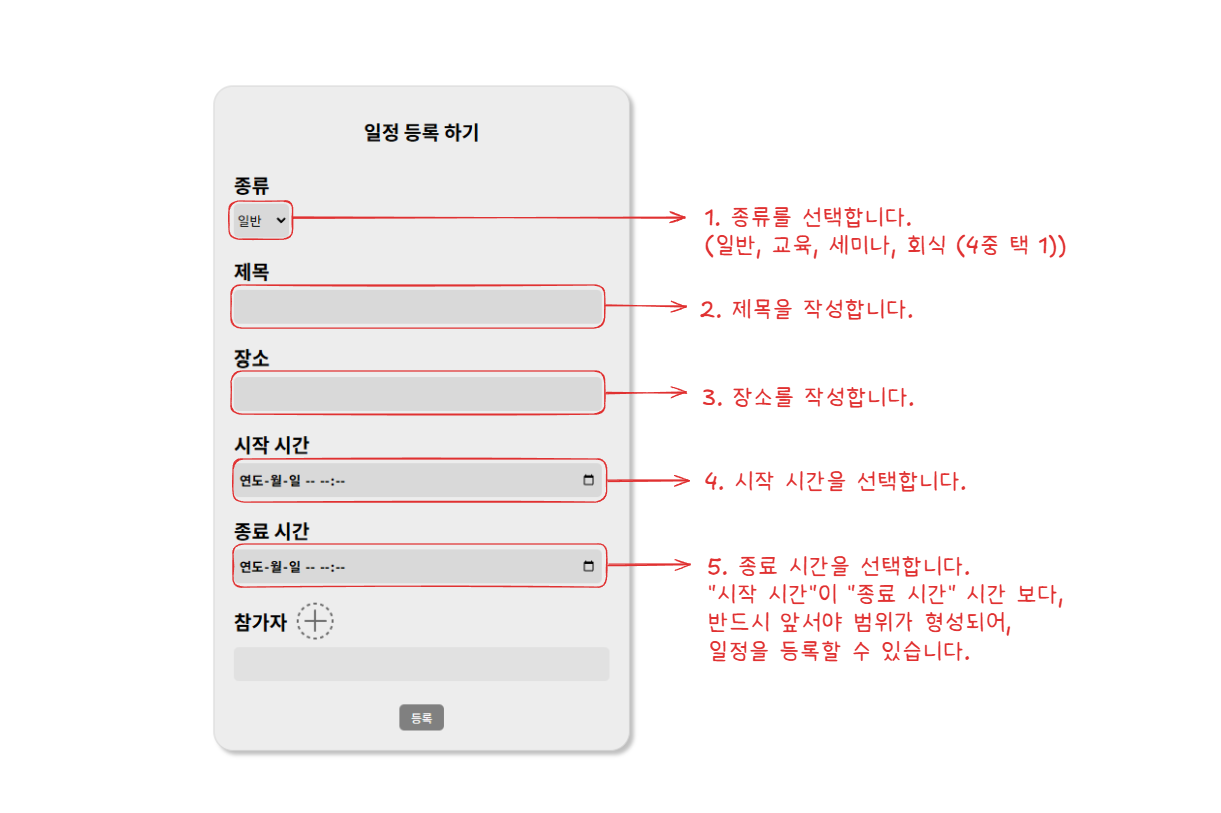 일정 등록 하기
종류
일반
1. 종류를 선택합니다.
(일반, 교육, 세미나, 회식 (4중 택 1))
제목
2. 제목을 작성합니다.
장소
3. 장소를 작성합니다.
시작 시간
연도-월-일 -- --:--
4. 시작 시간을 선택합니다.
종료 시간
연도-월-일 -- --:--
5. 종료 시간을 선택합니다.
"시작 시간"이 "종료 시간" 시간 보다,
반드시 앞서야 범위가 형성되어,
일정을 등록할 수 있습니다.
참가자
등록